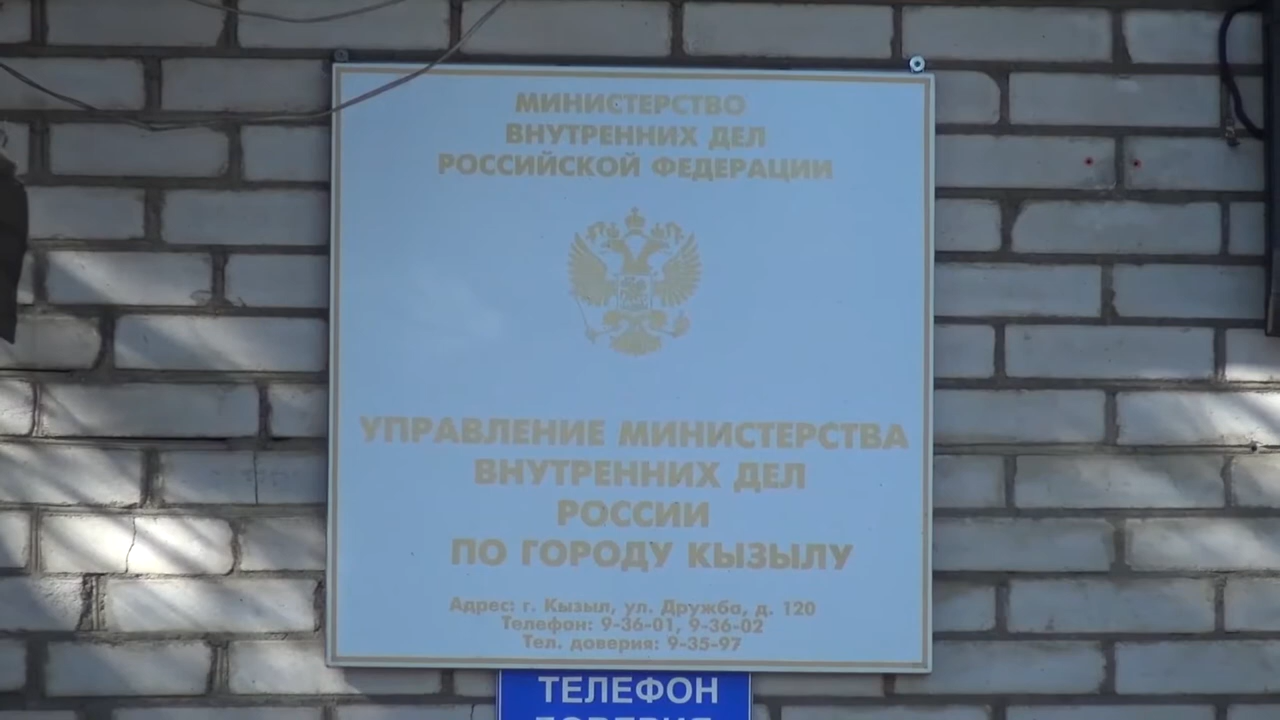 МИНИСТЕРСТВО
ВНУТРЕННИХ ДЕЛ
РОССИЙСКОЙ ФЕДЕРАЦИИ
УПРАВЛЕНИЕ МИНИСТЕРСТВА
ВНУТРЕННИХ ДЕЛ
РОССИИ
ПО ГОРОДУ КЫЗЫЛУ
Адрес: г. Кызыл, ул. Дружба, д. 120
Телефон: 9-36-01, 9-36-02
Тел. доверия: 9-35-97
ТЕЛЕФОН
ДОВЕРИЯ